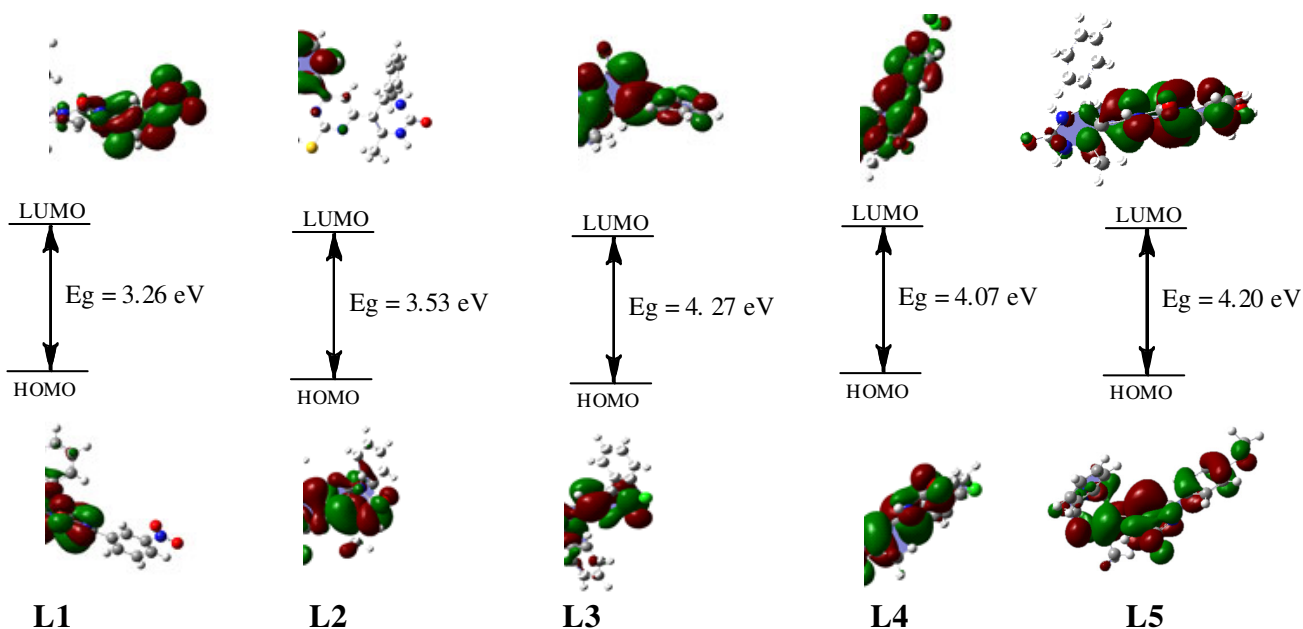 LUMO
LUMO
LUMO
LUMO
LUMO
Eg = 3.26 eV
Eg = 3.53 eV
Eg = 4. 27 eV
Eg = 4.07 eV
Eg = 4.20 eV
HOMO
HOMO
HOMO
HOMO
HOMO
L1
L2
L3
L4
L5